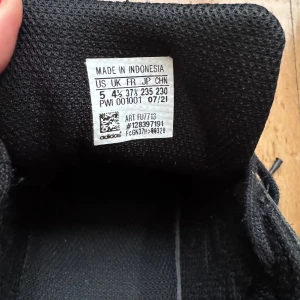 MADE IN INDONESIA
US UK FR JP CHN
5 4½ 37⅓ 235 230
PWI 001001 07/21
ART FU7713
#128397191
adidas